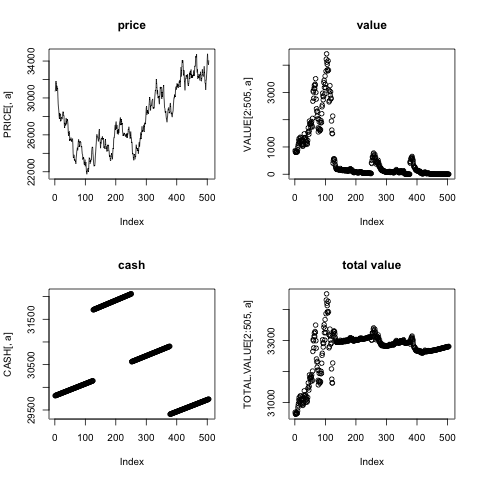 price
PRICE[, a]
22000 26000 30000 34000
0 100 200 300 400 500
Index
value
VALUE[2:505, a]
0 1000 3000
0 100 200 300 400 500
Index
cash
CASH[, a]
29500 30500 31500
0 100 200 300 400 500
Index
total value
TOTAL.VALUE[2:505, a]
31000 33000
0 100 200 300 400 500
Index